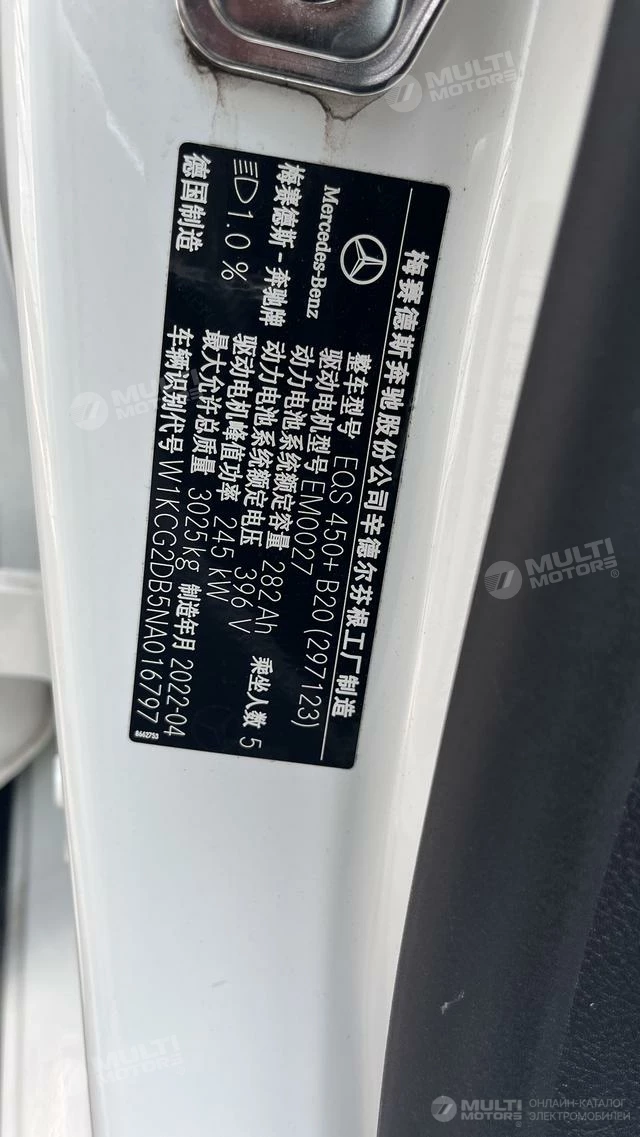 梅赛德斯奔驰股份公司辛德尔芬根工厂制造
Mercedes-Benz
梅赛德斯-奔驰牌
1.0 %
德国制造
整车型号 EQS 450+ B20 (297123)
驱动电机型号 EM0027
动力电池系统额定容量 282Ah
动力电池系统额定电压 396 V 乘坐人数 5
驱动电机峰值功率 245 kW
最大允许总质量 3025kg 制造年月 2022-04
车辆识别代号 W1KCG2DB5NA016797
8662753
MULTI MOTORS
MULTI MOTORS
MULTI MOTORS
MULTI MOTORS
MULTI MOTORS
ОНЛАЙН-КАТАЛОГ
ЭЛЕКТРОМОБИЛЕЙ